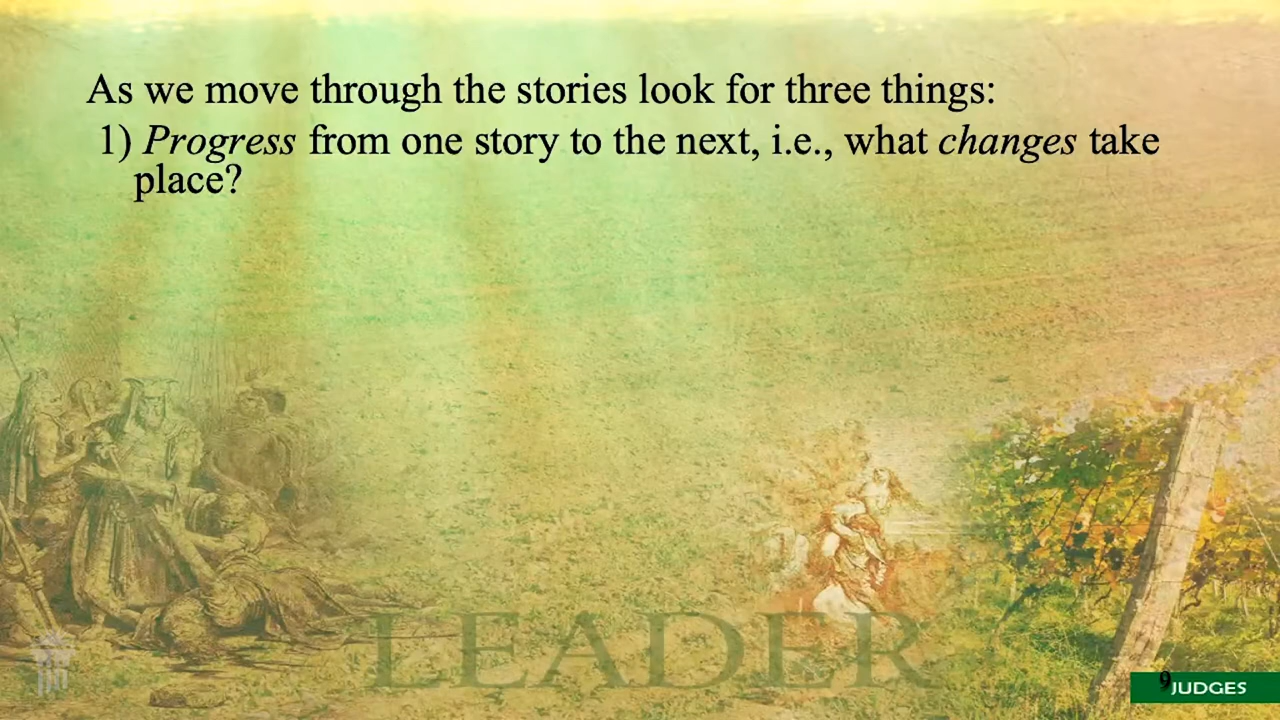 As we move through the stories look for three things:
1) Progress from one story to the next, i.e., what changes take
place?
LEADER
9
JUDGES